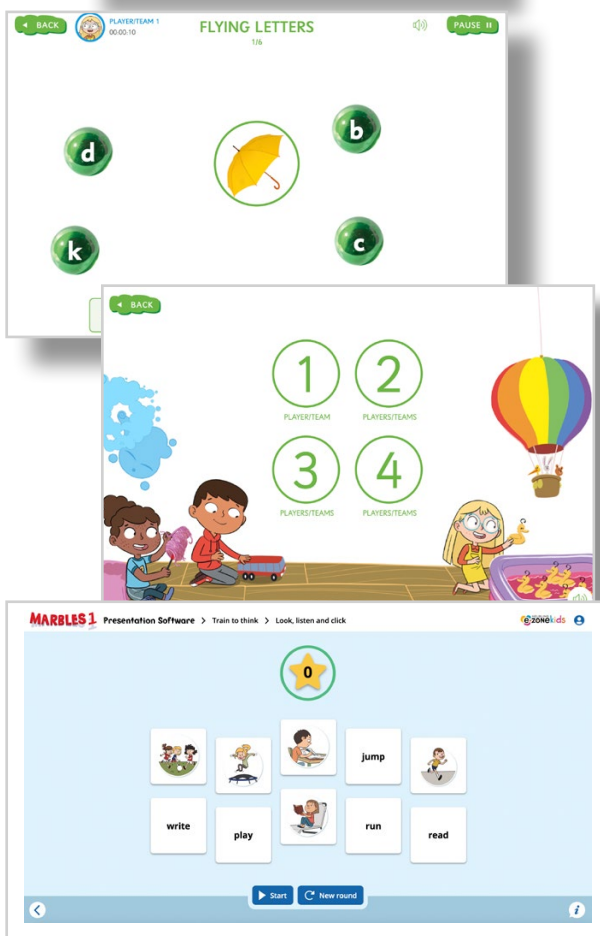 BACK
PLAYER/TEAM 1
00:00:10
FLYING LETTERS
1/6
PAUSE
d
b
k
c
BACK
1
2
PLAYER/TEAM
PLAYERS/TEAMS
3
4
PLAYERS/TEAMS
PLAYERS/TEAMS
MARBLES 1 Presentation Software > Train to think > Look, listen and click
e-zonekids
0
jump
write
play
run
read
Start
New round
i